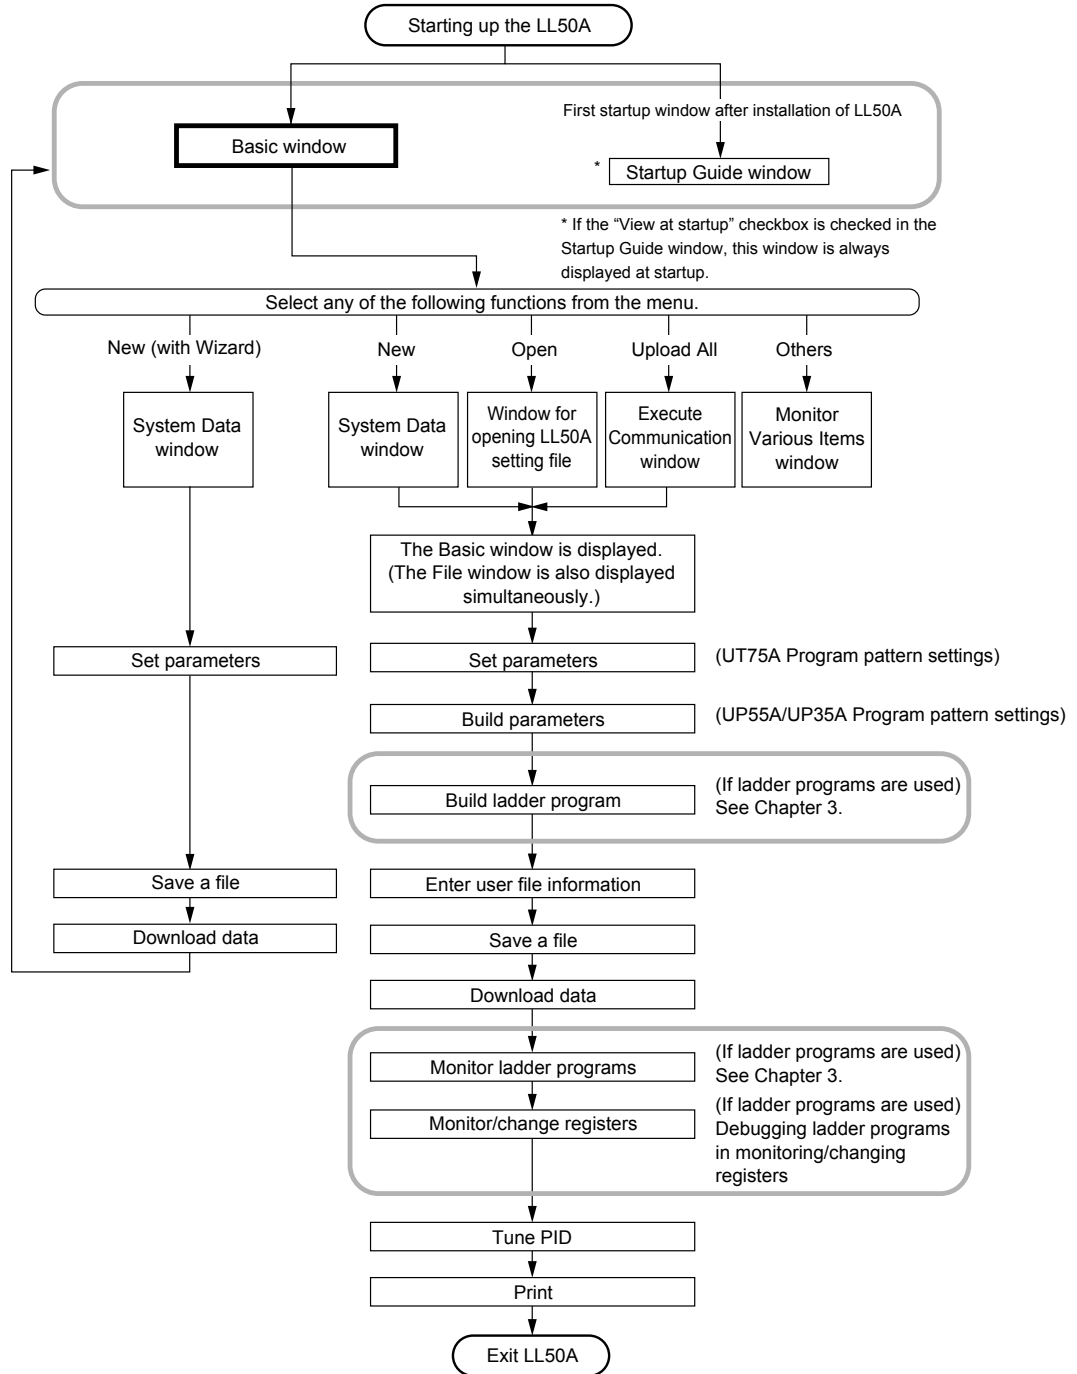 Starting up the LL50A
First startup window after installation of LL50A
Basic window
* Startup Guide window
* If the “View at startup” checkbox is checked in the
Startup Guide window, this window is always
displayed at startup.
Select any of the following functions from the menu.
New (with Wizard)
New
Open
Upload All
Others
System Data
window
System Data
window
Window for
opening LL50A
setting file
Execute
Communication
window
Monitor
Various Items
window
The Basic window is displayed.
(The File window is also displayed
simultaneously.)
Set parameters
Set parameters
(UT75A Program pattern settings)
Build parameters
(UP55A/UP35A Program pattern settings)
Build ladder program
(If ladder programs are used)
See Chapter 3.
Save a file
Enter user file information
Download data
Save a file
Download data
Monitor ladder programs
(If ladder programs are used)
See Chapter 3.
Monitor/change registers
(If ladder programs are used)
Debugging ladder programs
in monitoring/changing
registers
Tune PID
Print
Exit LL50A